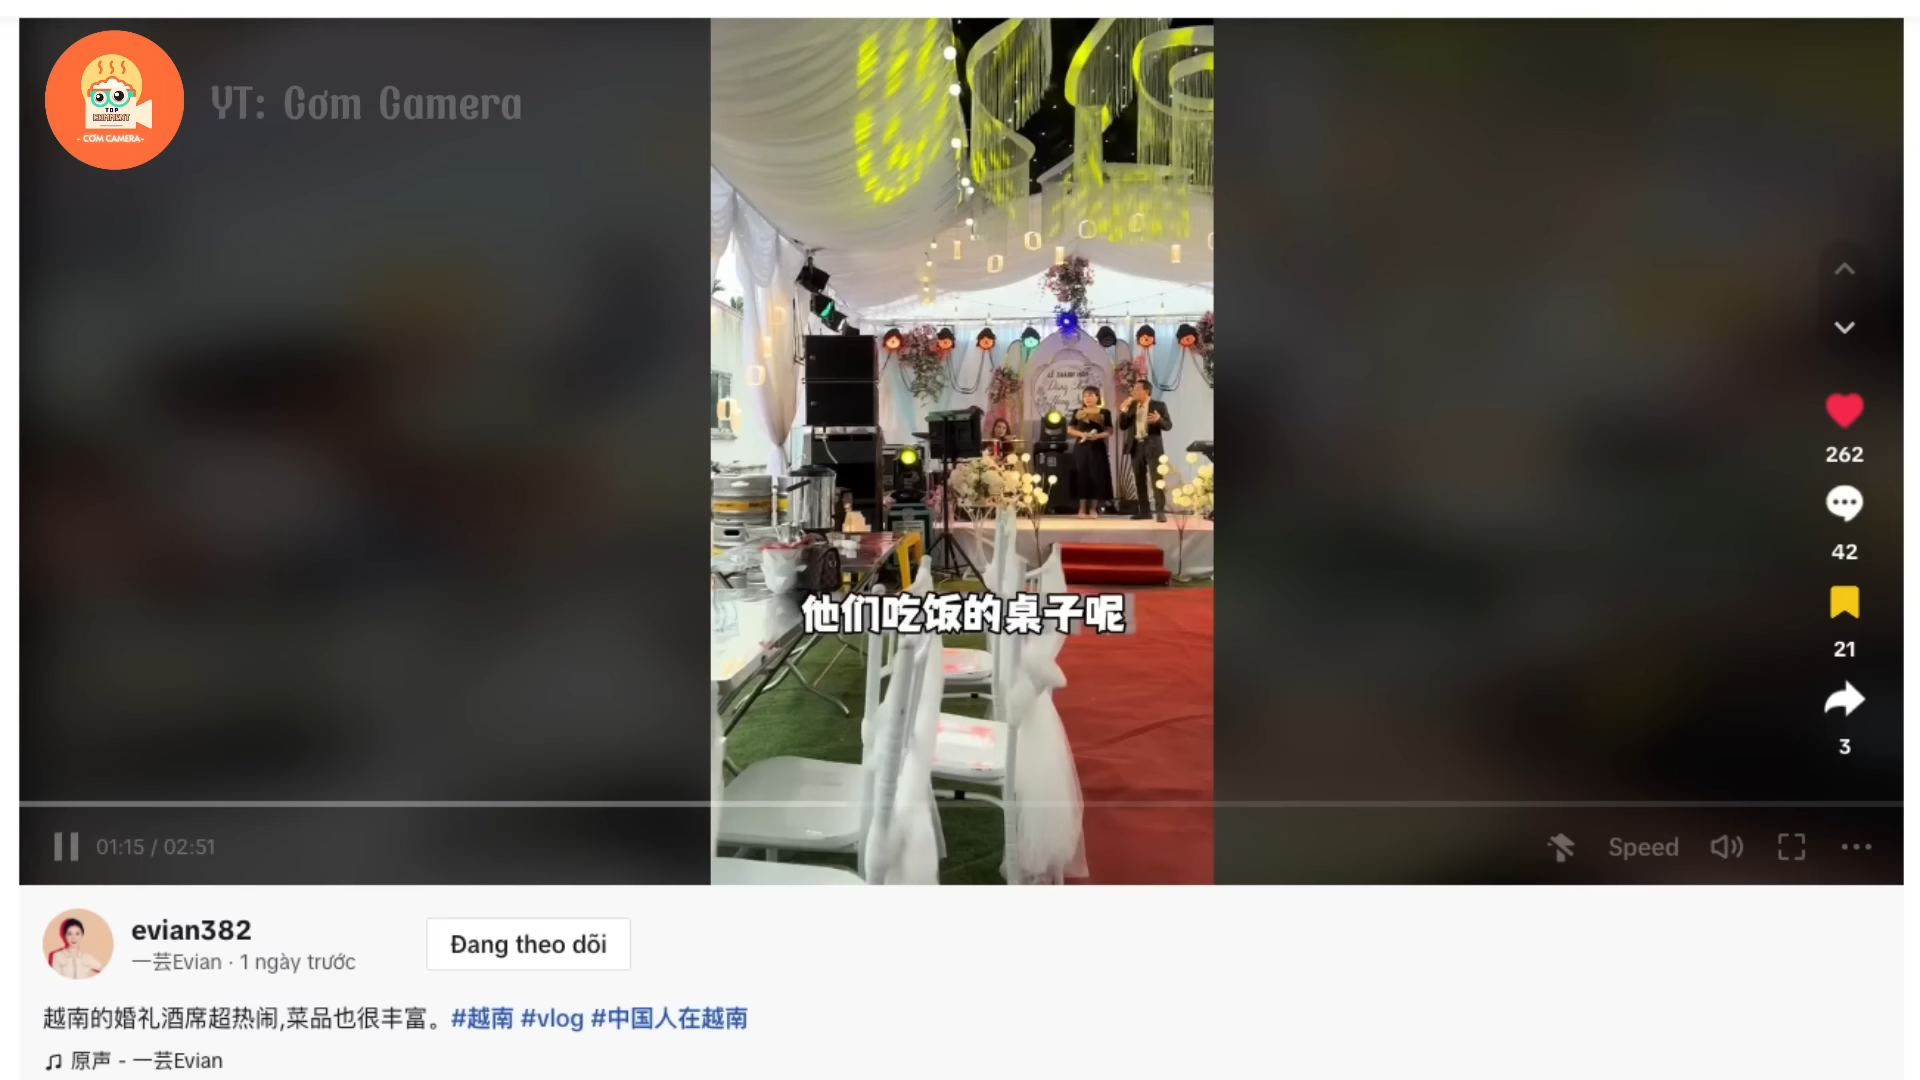 TOP
COMMENT
- CƠM CAMERA-
YT: Cơm Camera
LỄ THÀNH HÔN
他们吃饭的桌子呢
262
42
21
3
01:15 / 02:51
Speed
evian382
一芸Evian · 1 ngày trước
Đang theo dõi
越南的婚礼酒席超热闹,菜品也很丰富。#越南 #vlog #中国人在越南
原声 - 一芸Evian